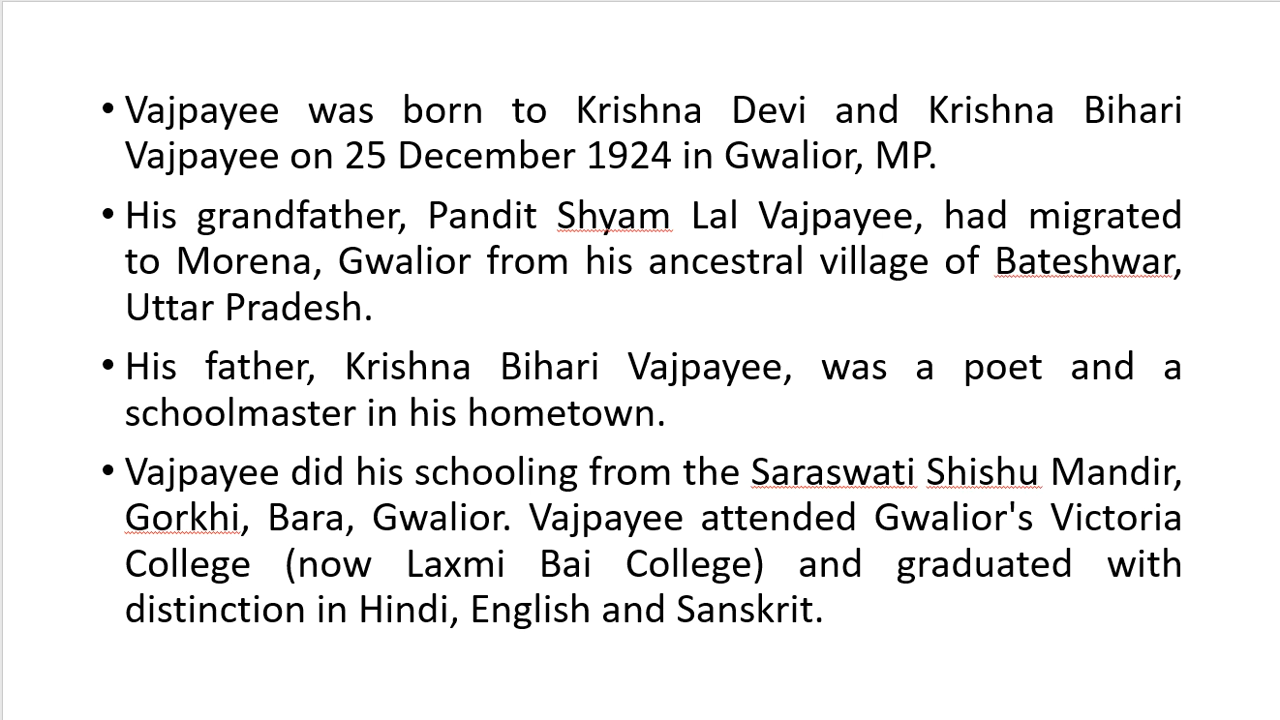 • Vajpayee was born to Krishna Devi and Krishna Bihari
Vajpayee on 25 December 1924 in Gwalior, MP.
• His grandfather, Pandit Shyam Lal Vajpayee, had migrated
to Morena, Gwalior from his ancestral village of Bateshwar,
Uttar Pradesh.
• His father, Krishna Bihari Vajpayee, was a poet and a
schoolmaster in his hometown.
• Vajpayee did his schooling from the Saraswati Shishu Mandir,
Gorkhi, Bara, Gwalior. Vajpayee attended Gwalior's Victoria
College (now Laxmi Bai College) and graduated with
distinction in Hindi, English and Sanskrit.